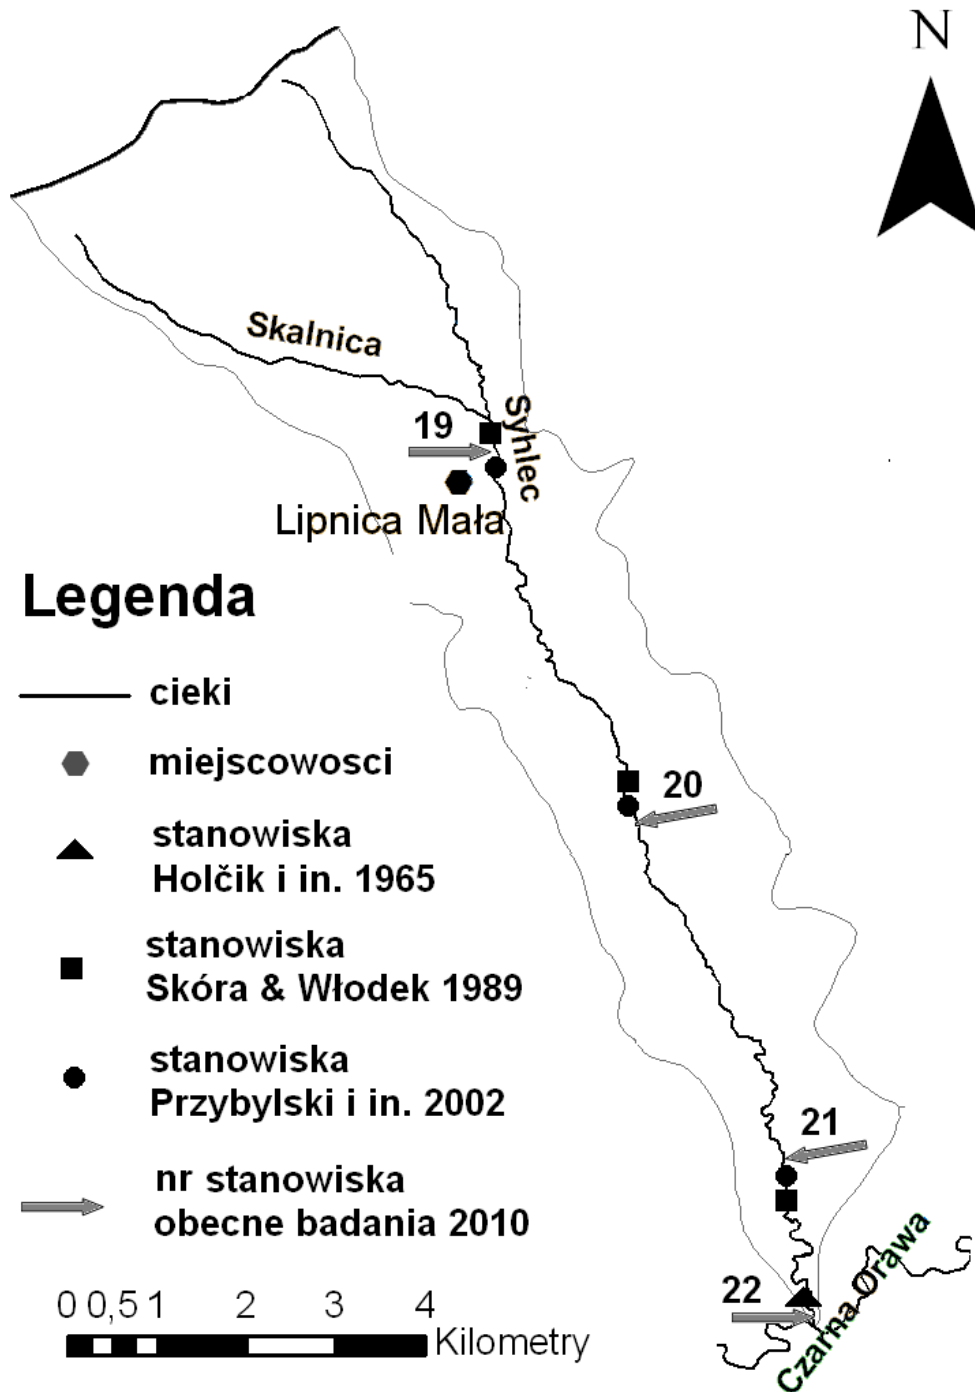 N
Skalnica
Syhlec
19
Lipnica Mała
Legenda
cieki
miejscowosci
stanowiska
Holčik i in. 1965
stanowiska
Skóra & Włodek 1989
stanowiska
Przybylski i in. 2002
nr stanowiska
obecne badania 2010
20
21
22
Czarna Orawa
0 0,5 1 2 3 4
Kilometry